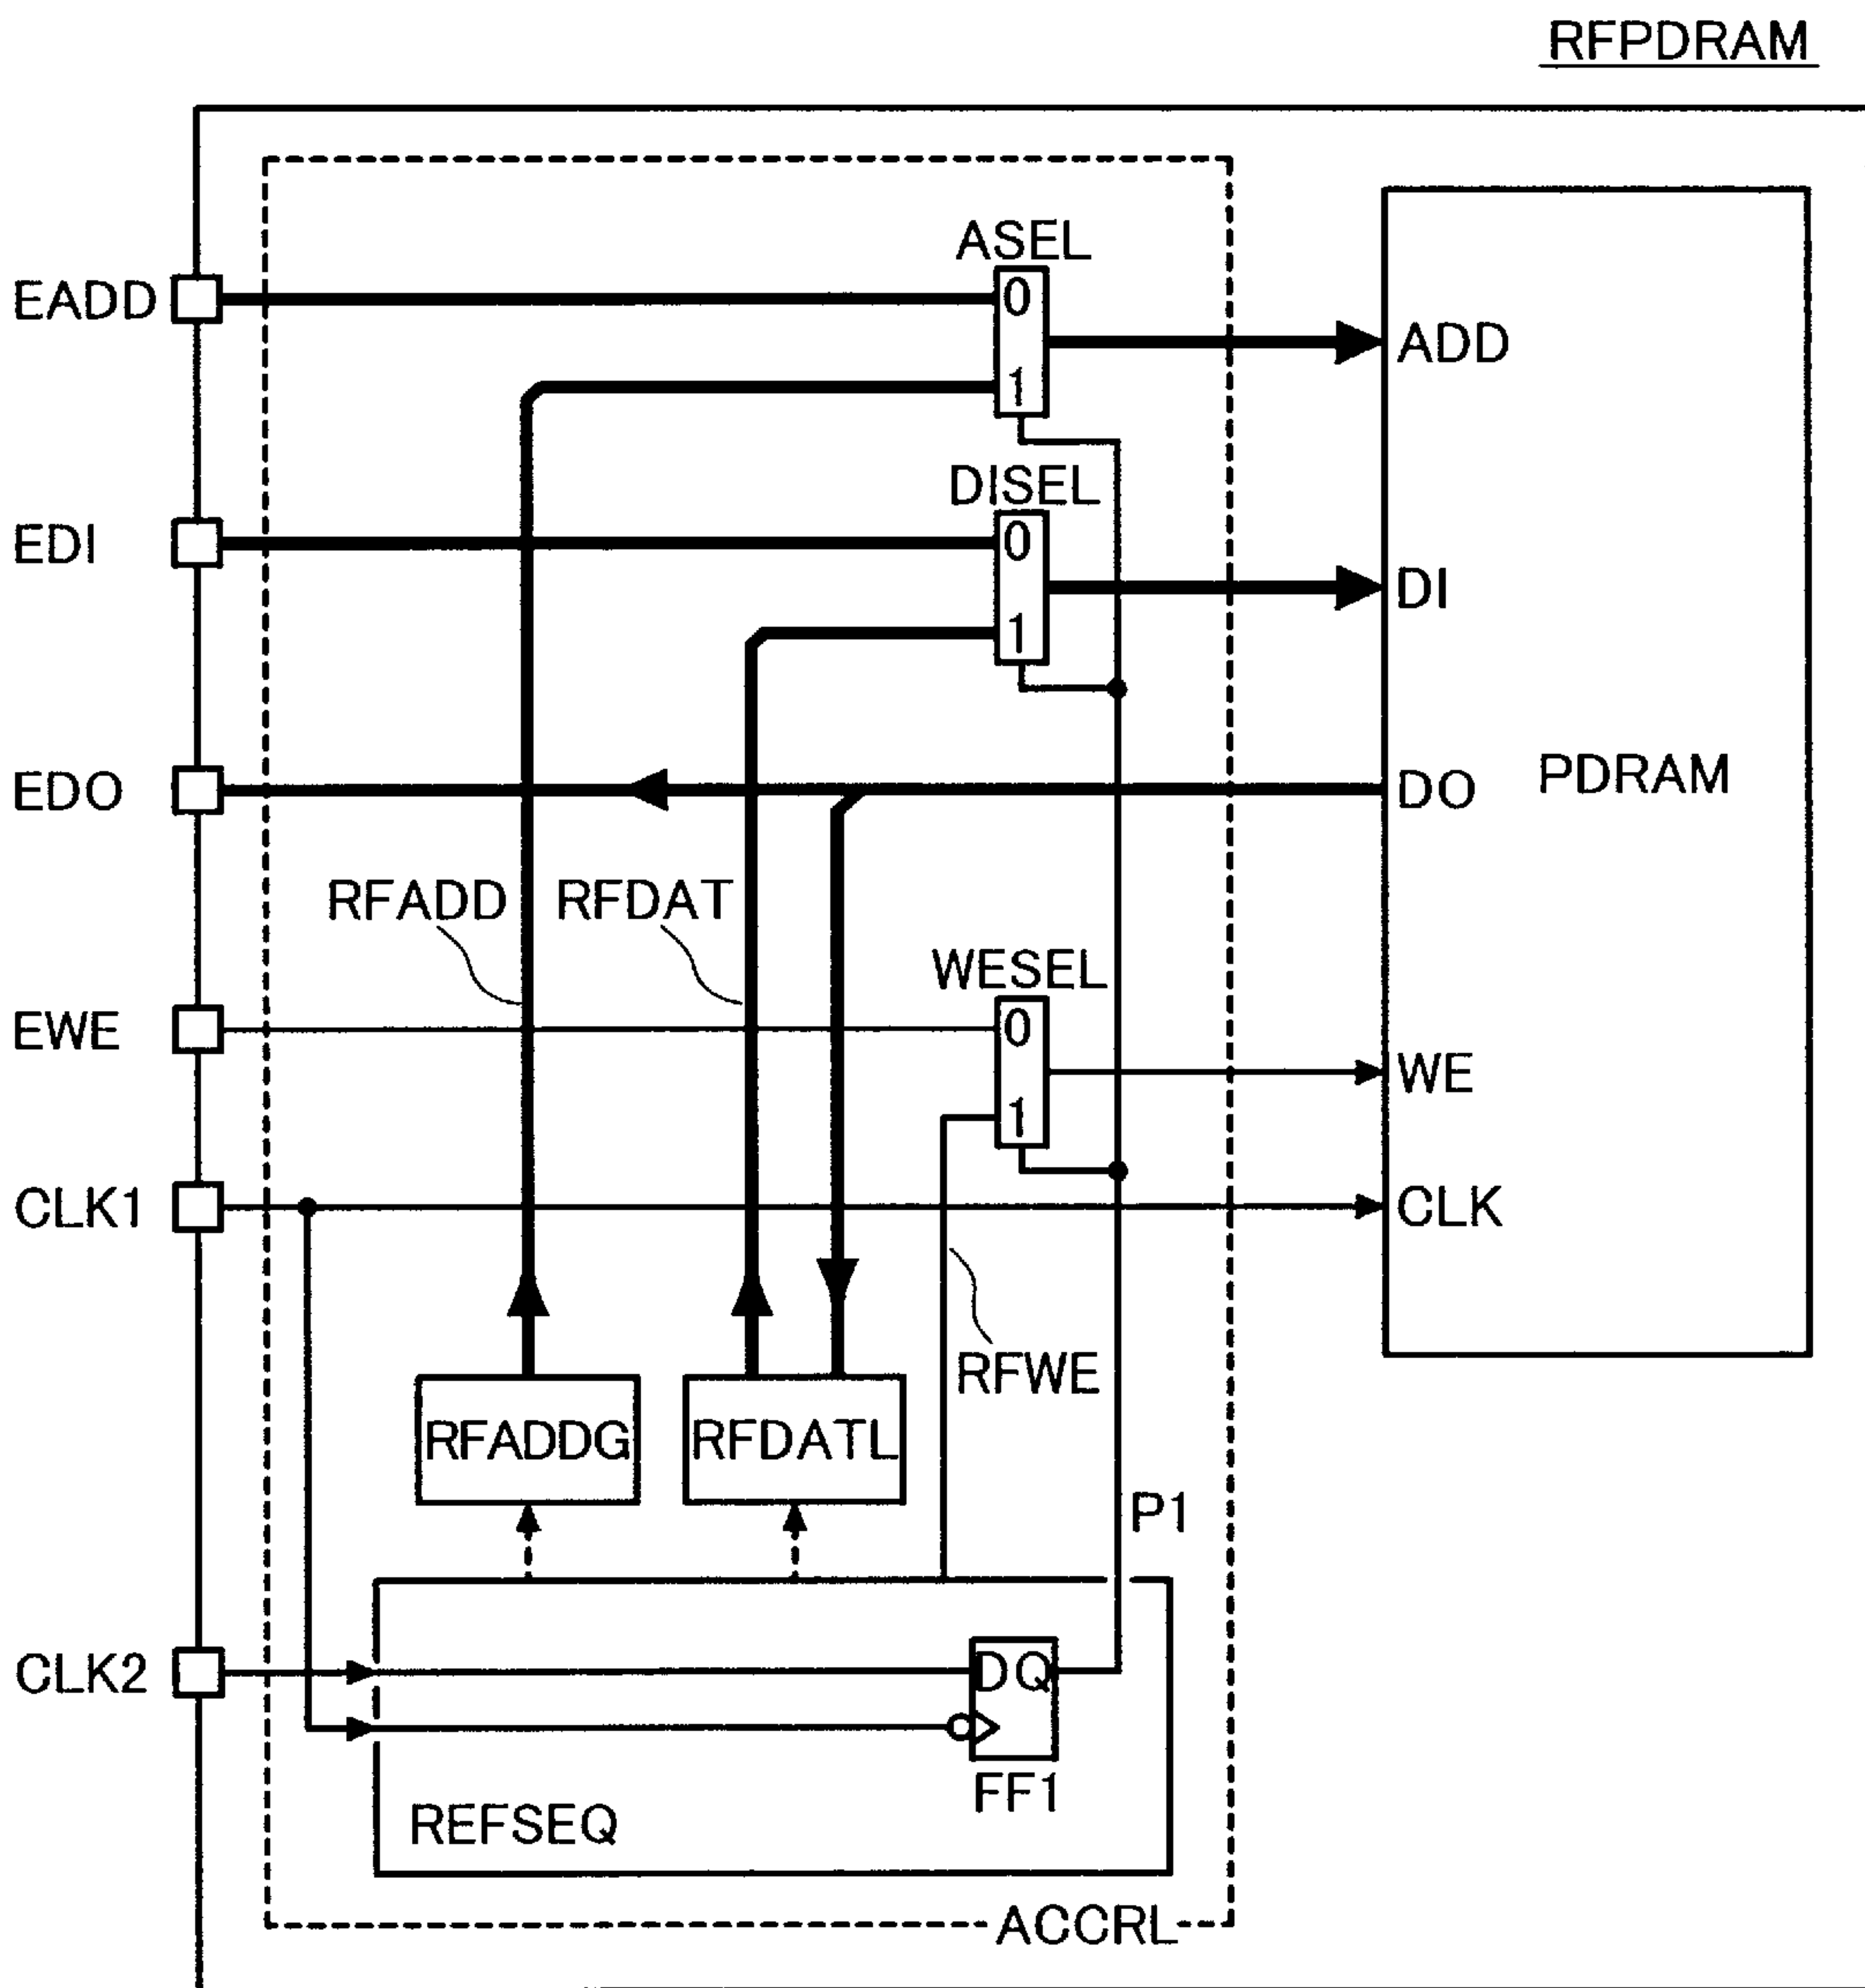 RFPDRAM
ASEL
EADD
0
ADD
1
DISEL
EDI
0
DI
1
EDO
DO
PDRAM
RFADD
RFDAT
WESEL
EWE
0
WE
1
CLK1
CLK
RFWE
RFADDG
RFDATL
P1
CLK2
D Q
FF1
REFSEQ
ACCRL